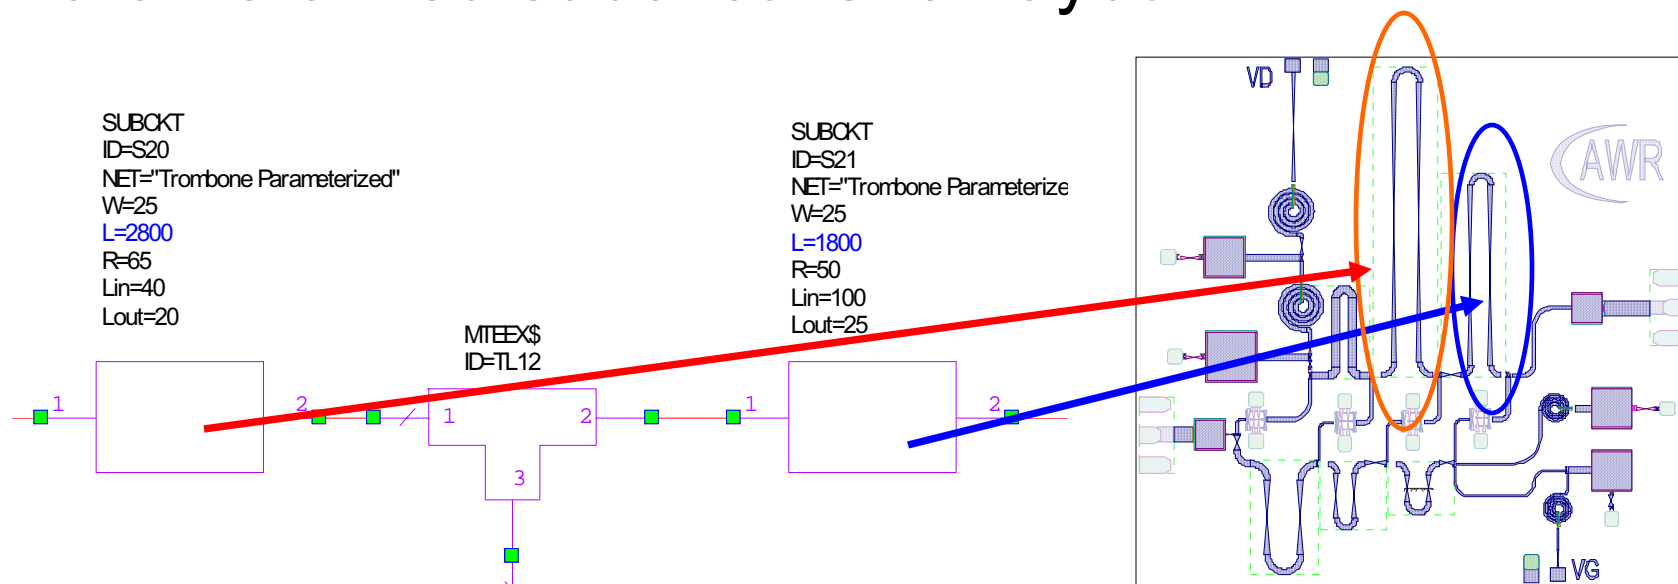 SUBCKT
ID=S20
NET="Trombone Parameterized"
W=25
L=2800
R=65
Lin=40
Lout=20
SUBCKT
ID=S21
NET="Trombone Parameterize
W=25
L=1800
R=50
Lin=100
Lout=25
MTEEX$
ID=TL12
1
2
1
2
3
1
2
VD
AWR
VG